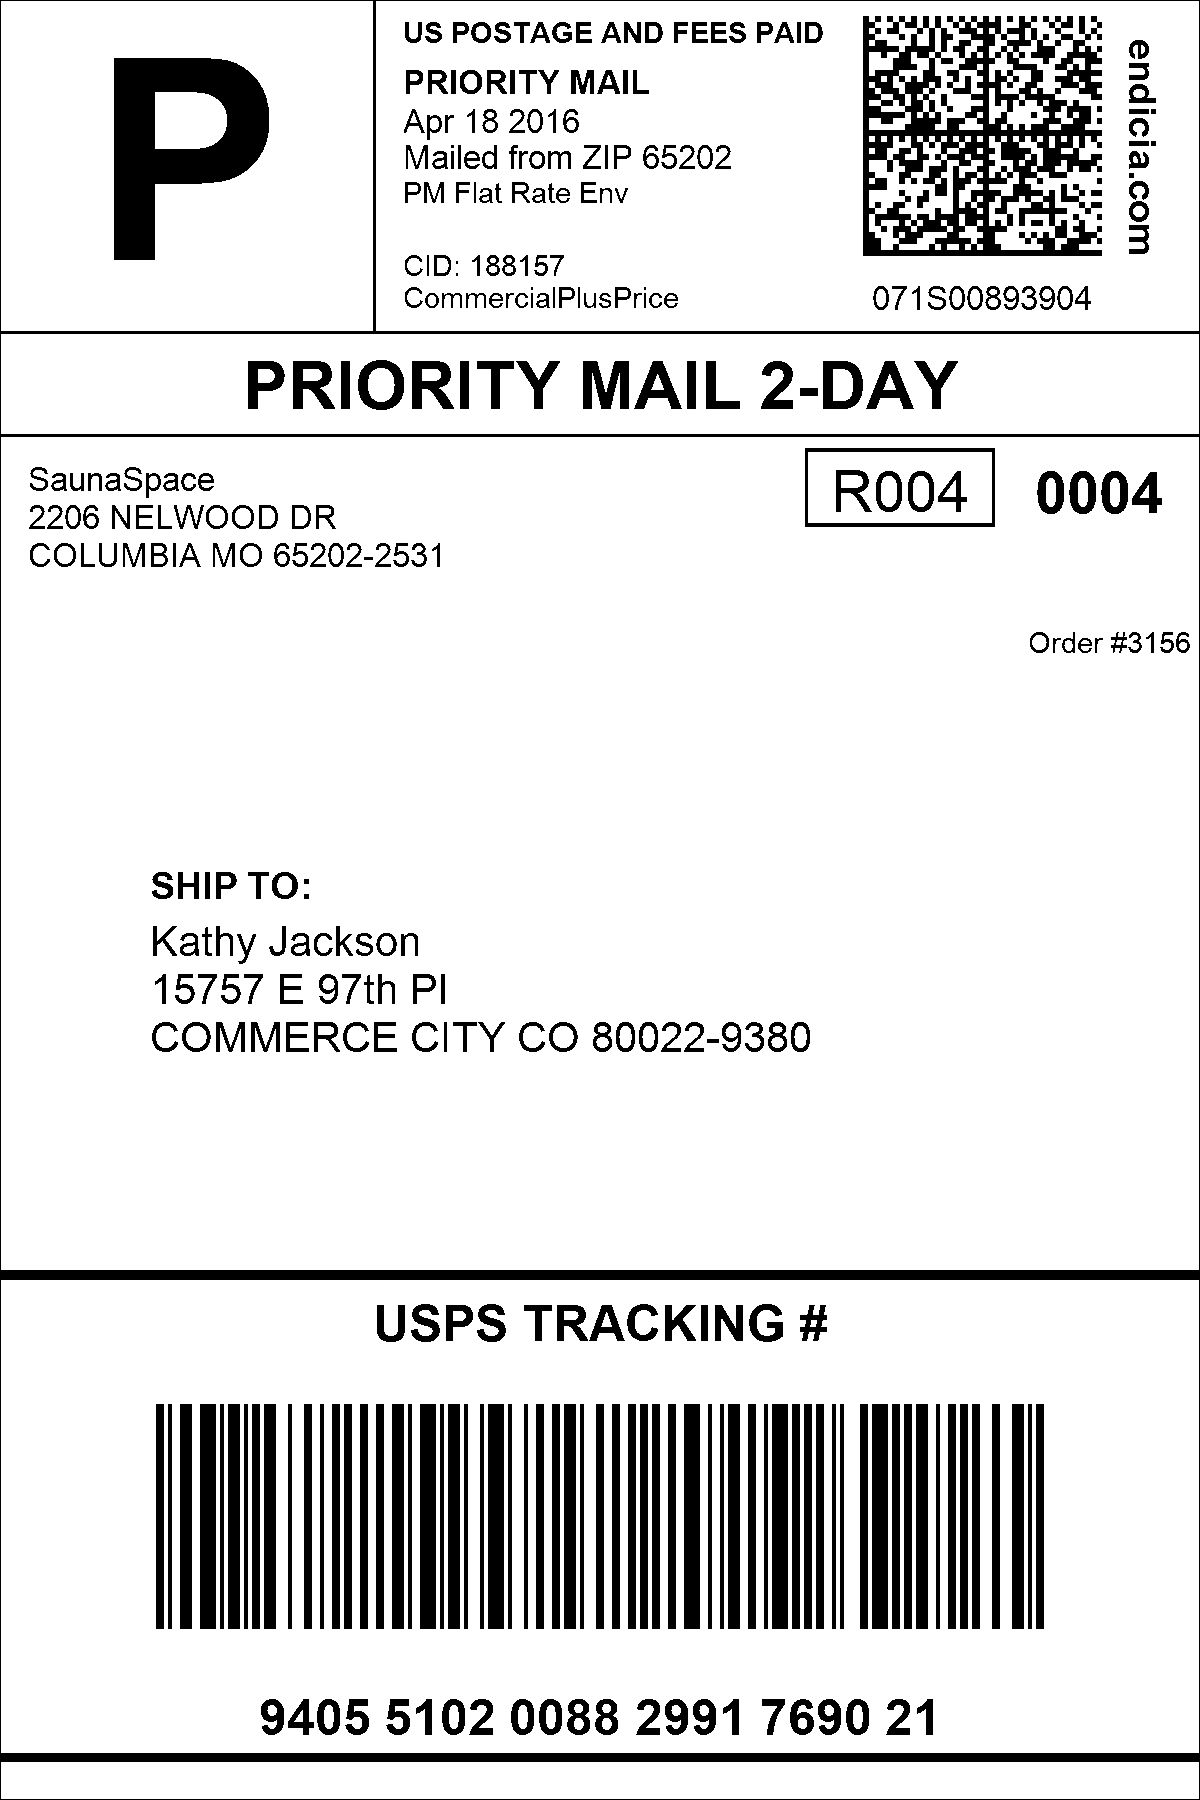 P
US POSTAGE AND FEES PAID
PRIORITY MAIL
Apr 18 2016
Mailed from ZIP 65202
PM Flat Rate Env
CID: 188157
CommercialPlusPrice
endicia.com
071S00893904
PRIORITY MAIL 2-DAY
SaunaSpace
2206 NELWOOD DR
COLUMBIA MO 65202-2531
R004
0004
Order #3156
SHIP TO:
Kathy Jackson
15757 E 97th Pl
COMMERCE CITY CO 80022-9380
USPS TRACKING #
9405 5102 0088 2991 7690 21